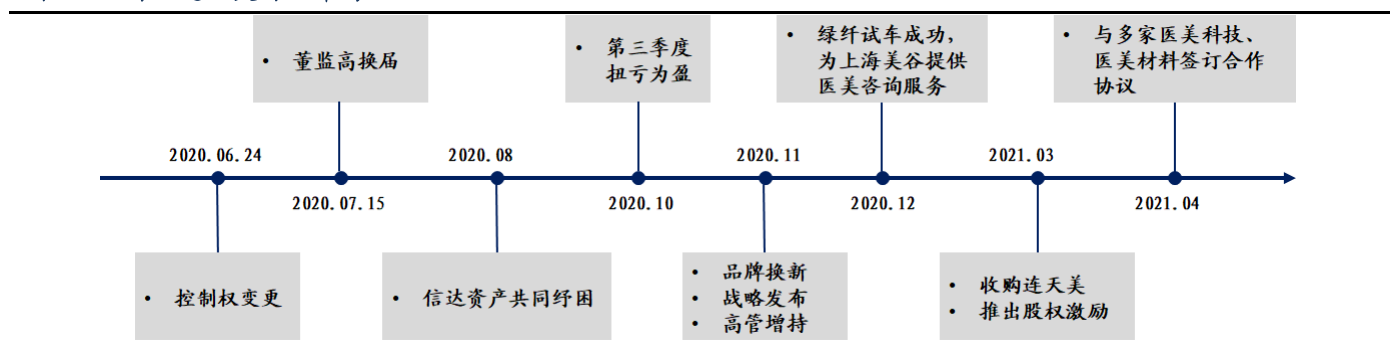 • 董监高换届
• 第三季度
扭亏为盈
• 绿纤试车成功,
为上海美谷提供
医美咨询服务
• 与多家医美科技、
医美材料签订合作
协议
2020.06.24
2020.08
2020.11
2021.03
2020.07.15
2020.10
2020.12
2021.04
• 控制权变更
• 信达资产共同纾困
• 品牌换新
• 战略发布
• 高管增持
• 收购连天美
• 推出股权激励